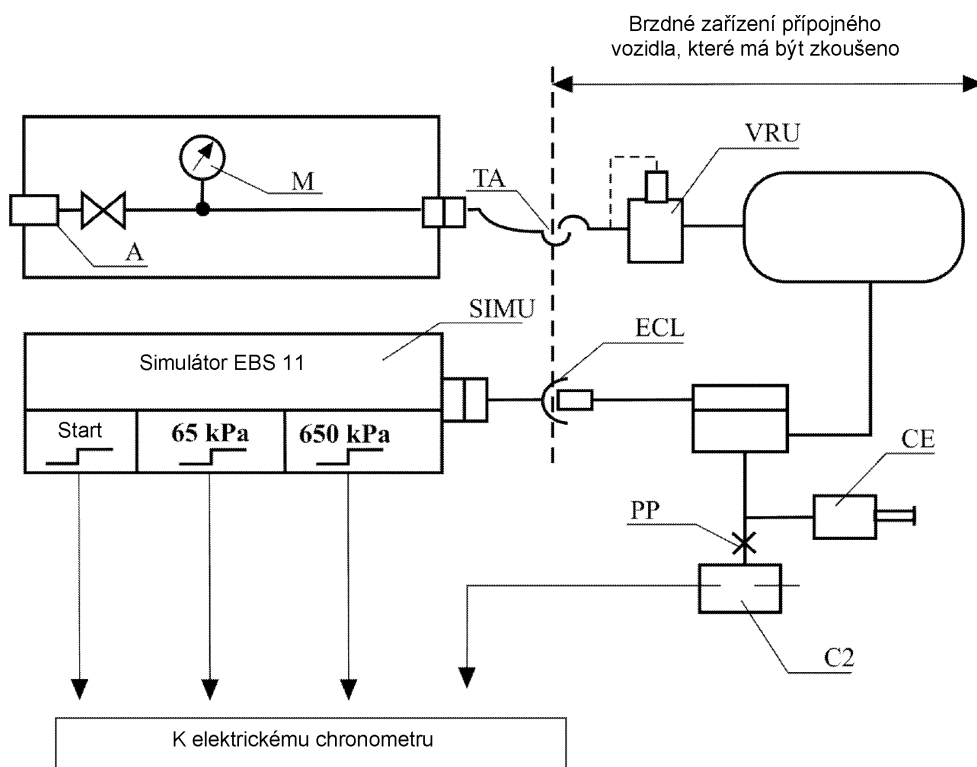 Brzdné zařízení přípojného
vozidla, které má být zkoušeno
VRU
TA
M
A
SIMU
ECL
Simulátor EBS 11
Start
65 kPa
650 kPa
CE
PP
C2
K elektrickému chronometru